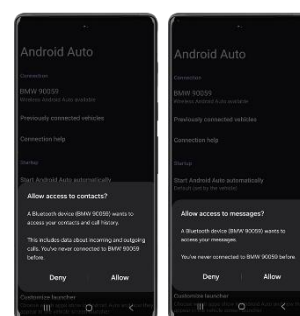 Android Auto
Connection
BMW 90059
Wireless Android Auto available
Previously connected vehicles
Connection help
Startup
Start Android Auto automatically
Allow access to contacts?
A Bluetooth device (BMW 90059) wants to
access your contacts and call history.
This includes data about incoming and outgoing
calls. You've never connected to BMW 90059
before.
Deny
Allow
Customize launcher
Android Auto
Connection
BMW 90059
Wireless Android Auto available
Previously connected vehicles
Connection help
Startup
Start Android Auto automatically
Default (set by the vehicle)
Allow access to messages?
A Bluetooth device (BMW 90059) wants to
access your messages.
You've never connected to BMW 90059 before.
Deny
Allow
Customize launcher